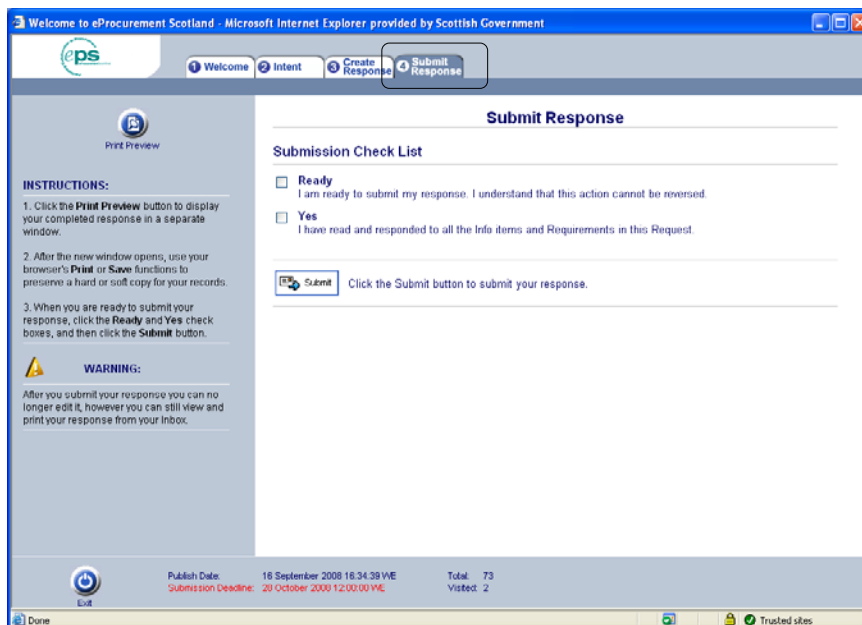 Welcome to eProcurement Scotland - Microsoft Internet Explorer provided by Scottish Government
eps
1 Welcome
2 Intent
3 Create Response
4 Submit Response
Print Preview
INSTRUCTIONS:
1. Click the Print Preview button to display
your completed response in a separate
window.
2. After the new window opens, use your
browser's Print or Save functions to
preserve a hard or soft copy for your records.
3. When you are ready to submit your
response, click the Ready and Yes check
boxes, and then click the Submit button.
WARNING:
After you submit your response you can no
longer edit it, however you can still view and
print your response from your Inbox.
Submit Response
Submission Check List
Ready
I am ready to submit my response. I understand that this action cannot be reversed.
Yes
I have read and responded to all the Info items and Requirements in this Request.
Submit Click the Submit button to submit your response.
Exit
Publish Date: 16 September 2008 16.34.39 WE Total: 73
Submission Deadline: 28 October 2008 12:00:00 WE Visited: 2
Done Trusted sites